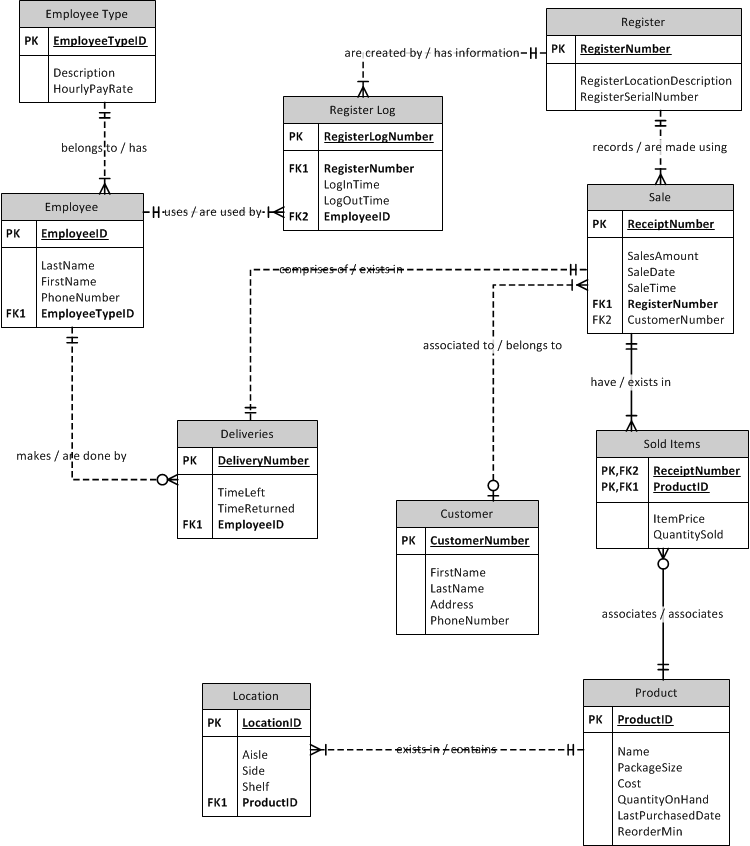 Employee Type
PK EmployeeTypeID
Description
HourlyPayRate
belongs to / has
Register
PK RegisterNumber
RegisterLocationDescription
RegisterSerialNumber
are created by / has information
records / are made using
Register Log
PK RegisterLogNumber
FK1 RegisterNumber
LogInTime
LogOutTime
FK2 EmployeeID
Employee
PK EmployeeID
LastName
FirstName
PhoneNumber
FK1 EmployeeTypeID
uses / are used by
Sale
PK ReceiptNumber
SalesAmount
SaleDate
SaleTime
FK1 RegisterNumber
FK2 CustomerNumber
comprises of / exists in
associated to / belongs to
have / exists in
makes / are done by
Deliveries
PK DeliveryNumber
TimeLeft
TimeReturned
FK1 EmployeeID
Sold Items
PK,FK2 ReceiptNumber
PK,FK1 ProductID
ItemPrice
QuantitySold
Customer
PK CustomerNumber
FirstName
LastName
Address
PhoneNumber
associates / associates
Location
PK LocationID
Aisle
Side
Shelf
FK1 ProductID
exists in / contains
Product
PK ProductID
Name
PackageSize
Cost
QuantityOnHand
LastPurchasedDate
ReorderMin